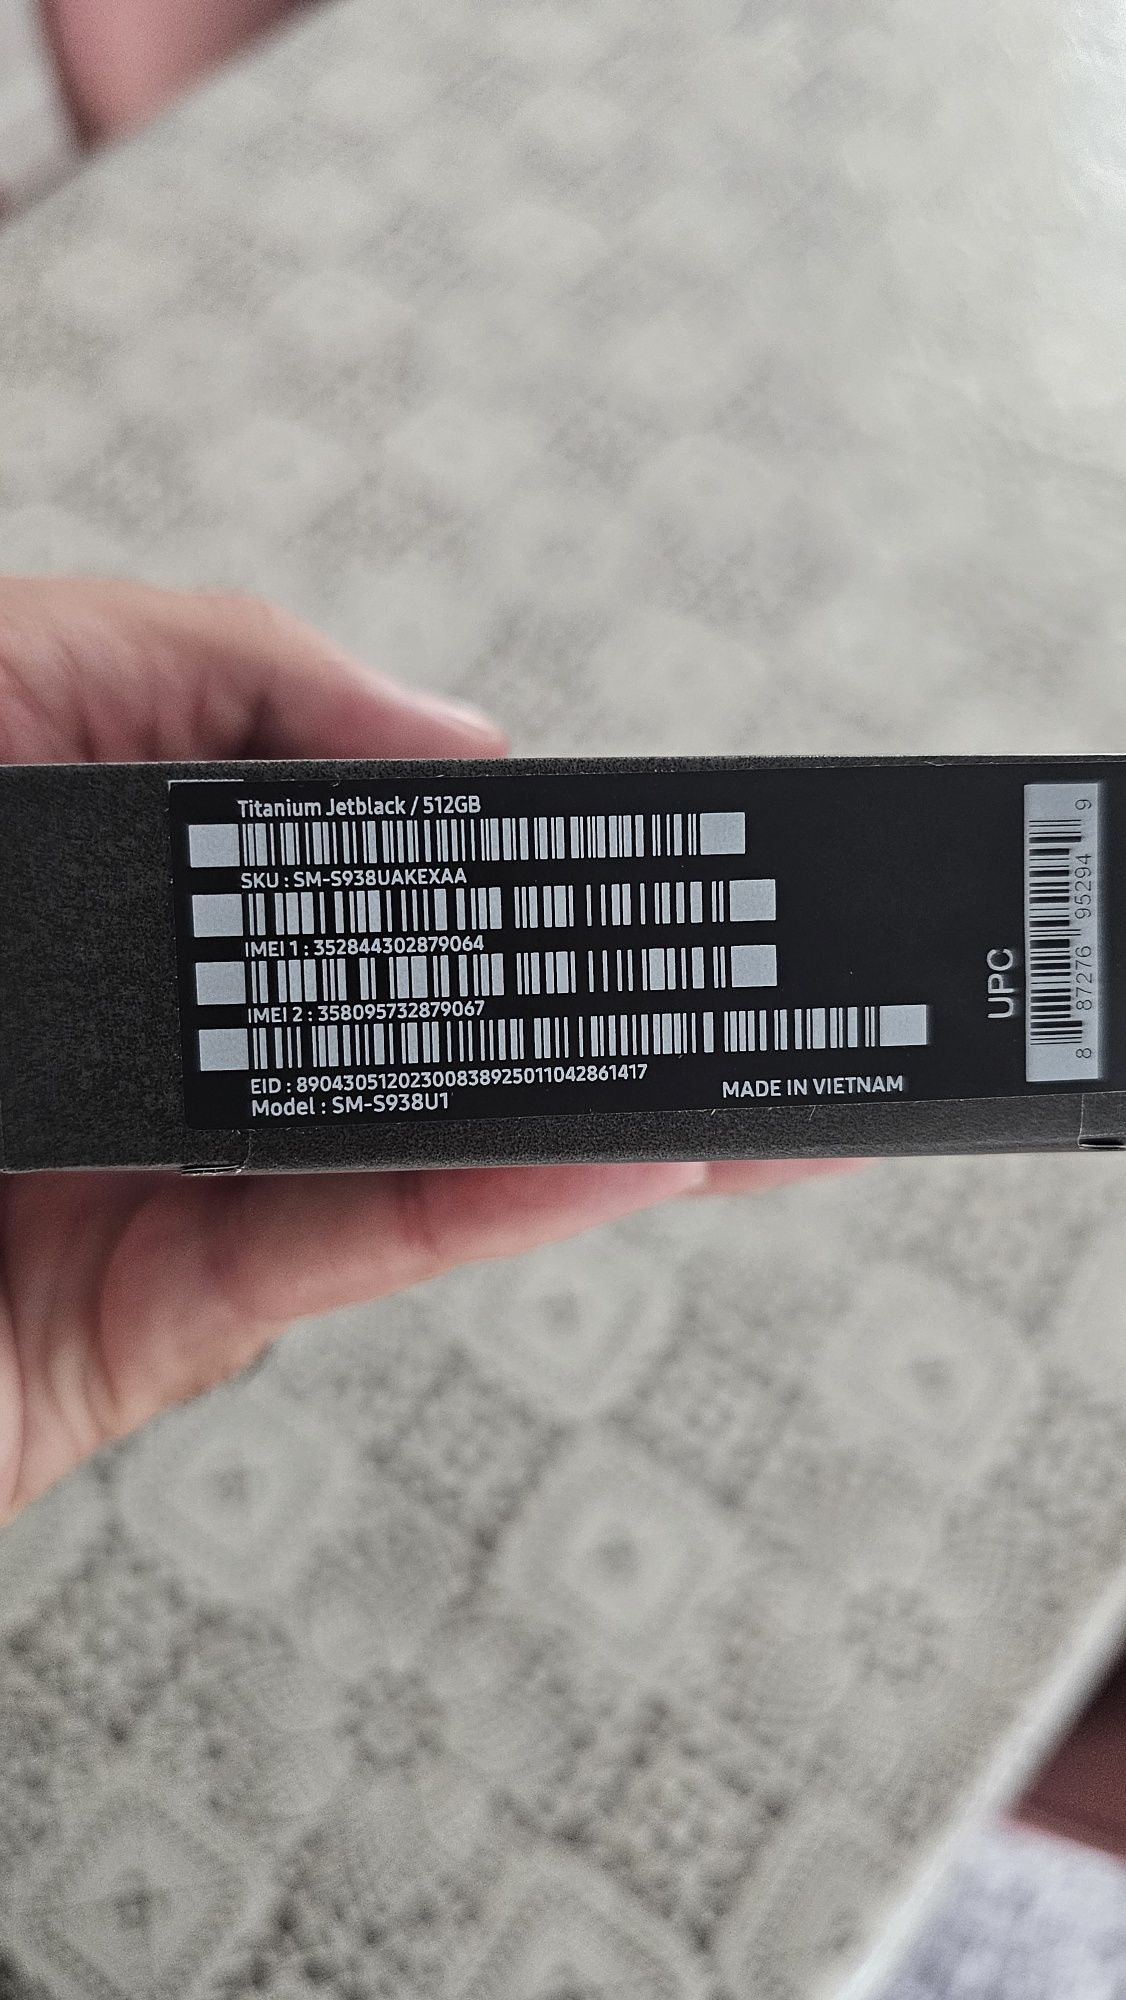 Titanium Jetblack / 512GB
SKU : SM-S938UAKEXAA
IMEI 1 : 352844302879064
IMEI 2 : 358095732879067
EID : 89043051202300838925011042861417
Model : SM-S938U1
MADE IN VIETNAM
UPC
8 87276 95294 9